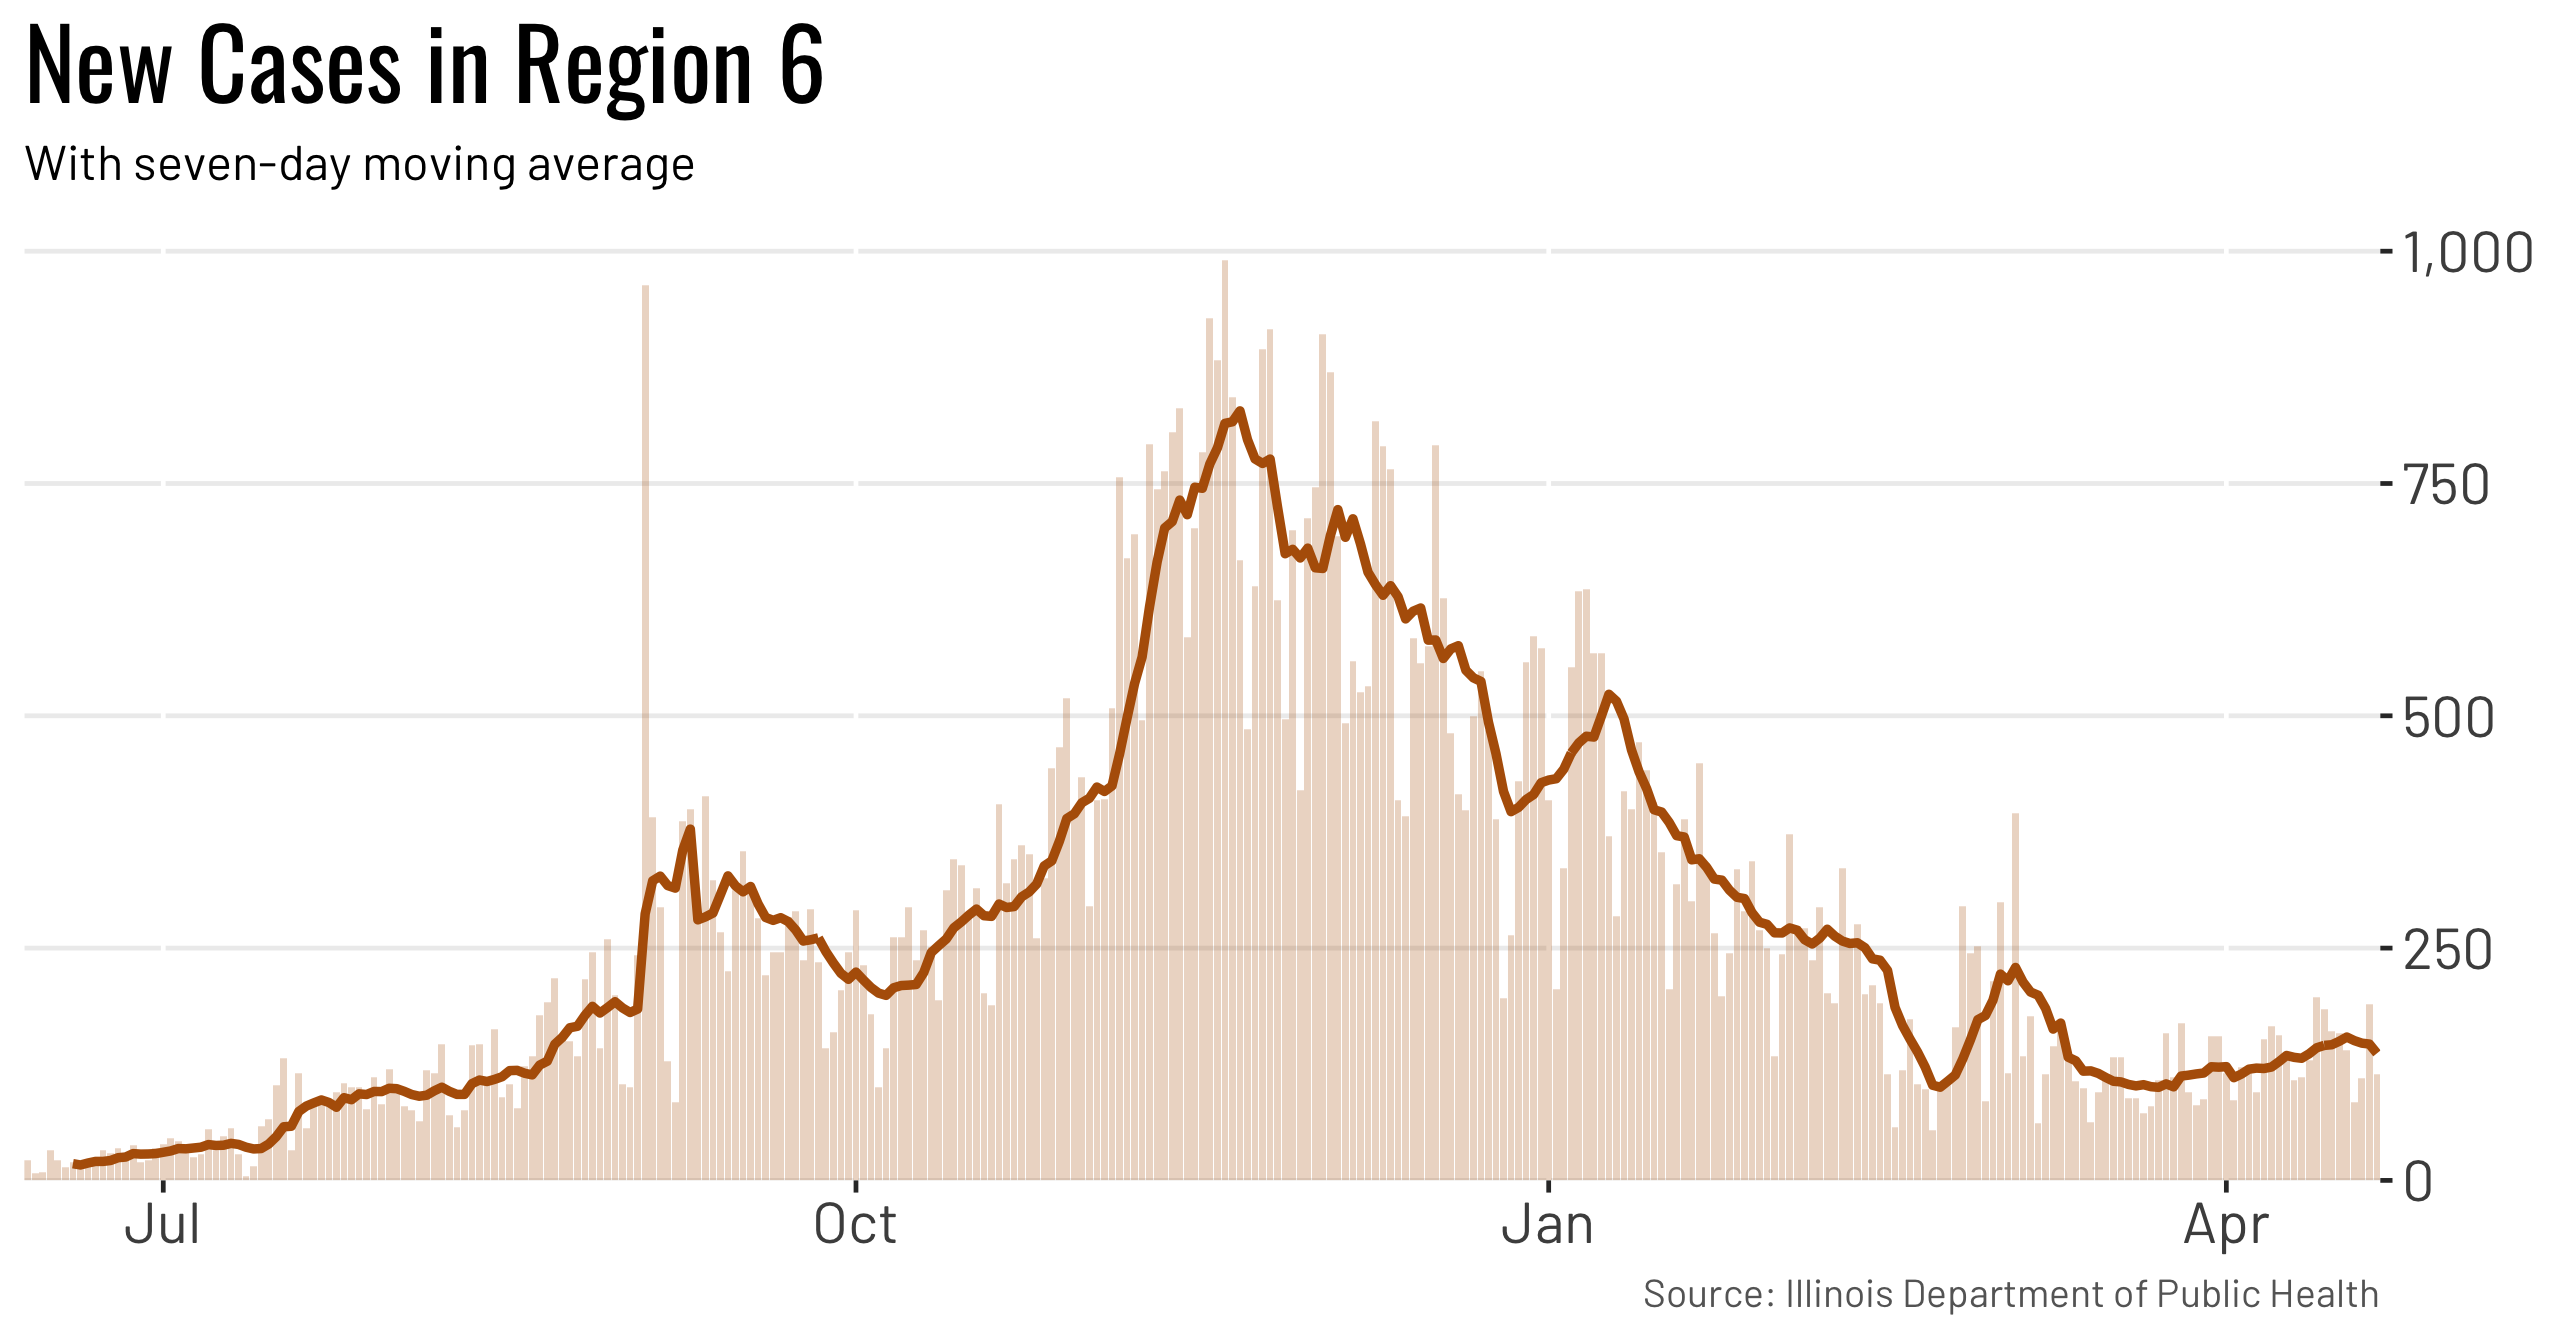 New Cases in Region 6
With seven-day moving average
1,000
750
500
250
0
Jul Oct Jan Apr
Source: Illinois Department of Public Health